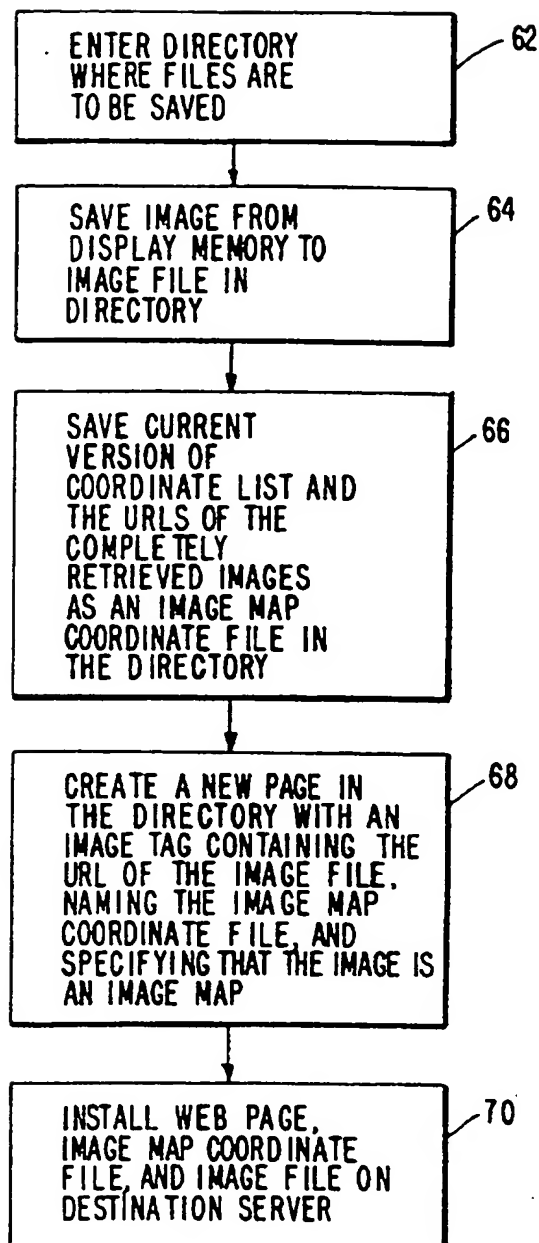 ENTER DIRECTORY
WHERE FILES ARE
TO BE SAVED
62
SAVE IMAGE FROM
DISPLAY MEMORY TO
IMAGE FILE IN
DIRECTORY
64
SAVE CURRENT
VERSION OF
COORDINATE LIST AND
THE URLS OF THE
COMPLETELY
RETRIEVED IMAGES
AS AN IMAGE MAP
COORDINATE FILE IN
THE DIRECTORY
66
CREATE A NEW PAGE IN
THE DIRECTORY WITH AN
IMAGE TAG CONTAINING THE
URL OF THE IMAGE FILE,
NAMING THE IMAGE MAP
COORDINATE FILE, AND
SPECIFYING THAT THE IMAGE IS
AN IMAGE MAP
68
INSTALL WEB PAGE,
IMAGE MAP COORDINATE
FILE, AND IMAGE FILE ON
DESTINATION SERVER
70